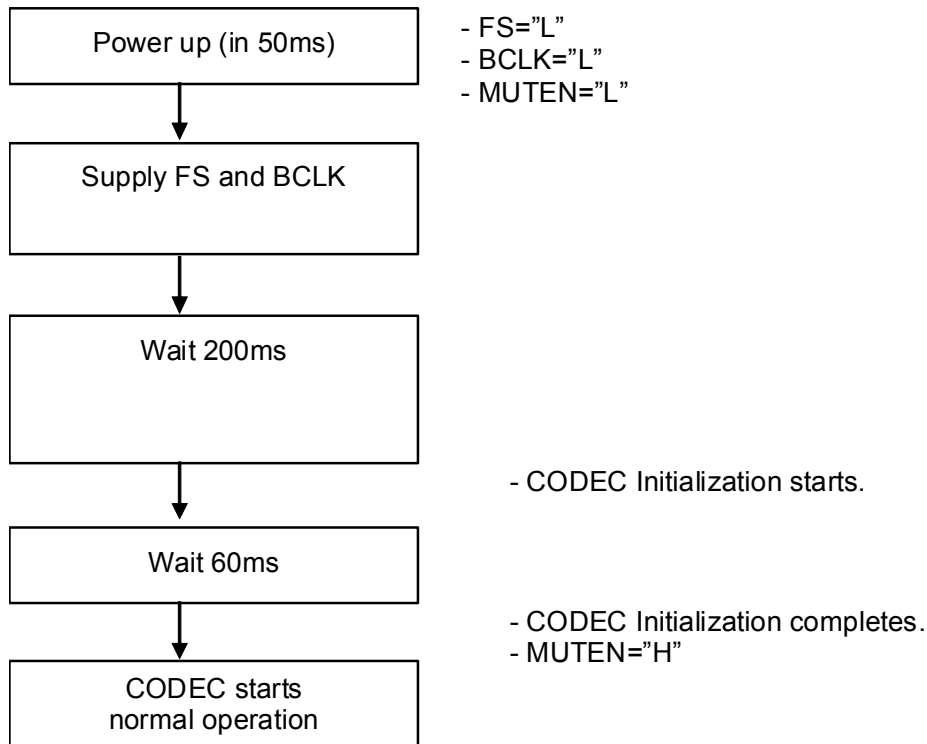 Power up (in 50ms)
- FS=”L”
- BCLK=”L”
- MUTEN=”L”
Supply FS and BCLK
Wait 200ms
- CODEC Initialization starts.
Wait 60ms
- CODEC Initialization completes.
- MUTEN=”H”
CODEC starts
normal operation